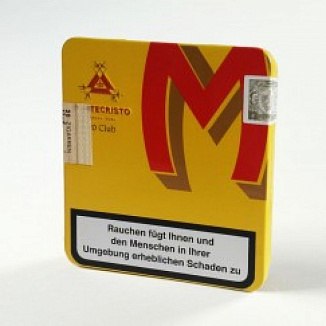 TECRISTO
Club
M
Rauchen fügt Ihnen und
den Menschen in Ihrer
Umgebung erheblichen Schaden zu